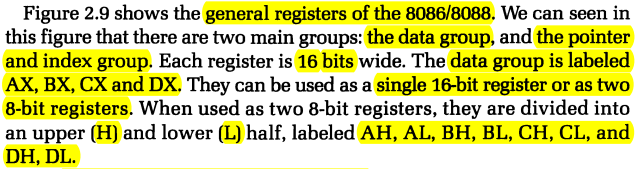 Figure 2.9 shows the general registers of the 8086/8088. We can seen in
this figure that there are two main groups: the data group, and the pointer
and index group. Each register is 16 bits wide. The data group is labeled
AX, BX, CX and DX. They can be used as a single 16-bit register or as two
8-bit registers. When used as two 8-bit registers, they are divided into
an upper (H) and lower (L) half, labeled AH, AL, BH, BL, CH, CL, and
DH, DL.